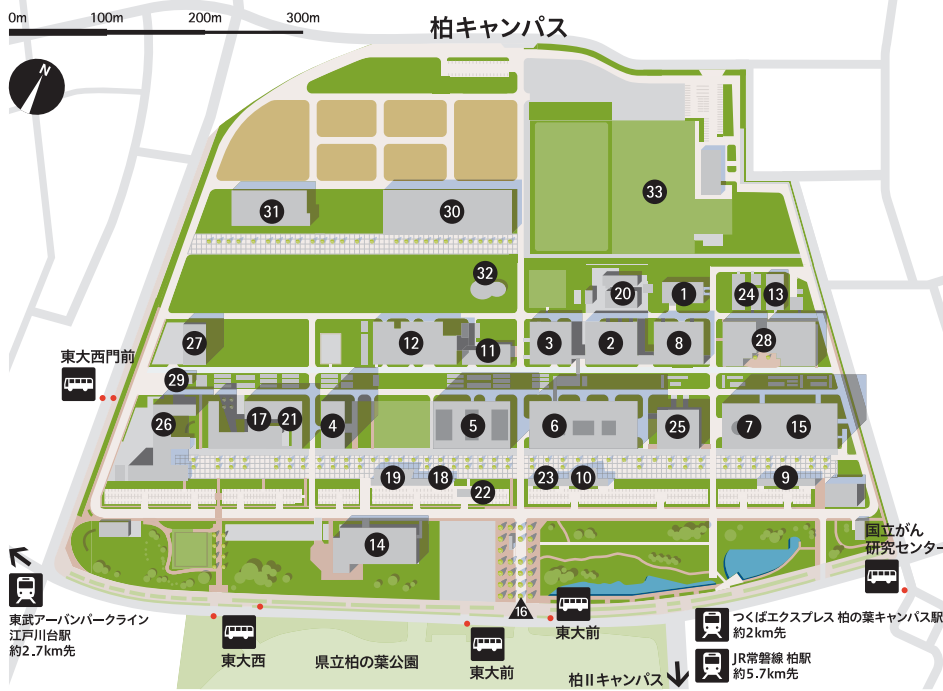 0m 100m 200m 300m
柏キャンパス
N
33
31
30
32
20
1
24
13
27
12
11
3
2
8
28
東大西門前
29
26
17
21
4
5
6
25
7
15
19
18
22
23
10
9
14
16
国立がん
研究センター
東武アーバンパークライン
江戸川台駅
約2.7km先
東大西
県立柏の葉公園
東大前
東大前
つくばエクスプレス 柏の葉キャンパス駅
約2km先
JR常磐線 柏駅
約5.7km先
柏IIキャンパス